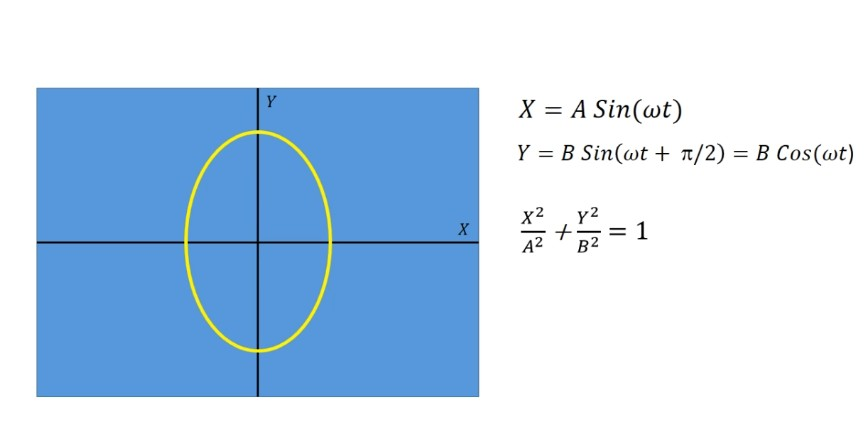 Y
X
X = A Sin(ωt)
Y = B Sin(ωt + π/2) = B Cos(ωt)
X²/A² + Y²/B² = 1